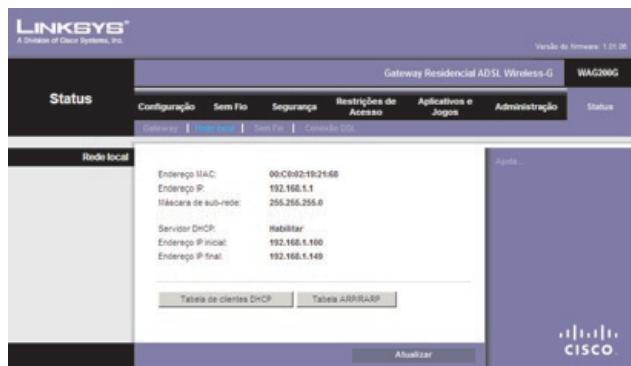 LINKSYS®
A Division of Cisco Systems, Inc.
Versão do firmware: 1.01.06
Gateway Residencial ADSL Wireless-G WAG200G
Status
Configuração Sem Fio Segurança Restrições de Acesso Aplicativos e Jogos Administração Status
Gateway | Rede local | Sem Fio | Conexão DSL
Rede local
Ajuda...
Endereço MAC: 00:C0:02:19:21:68
Endereço IP: 192.168.1.1
Máscara de sub-rede: 255.255.255.0
Servidor DHCP: Habilitar
Endereço IP inicial: 192.168.1.100
Endereço IP final: 192.168.1.149
Tabela de clientes DHCP Tabela ARP/RARP
Atualizar
CISCO